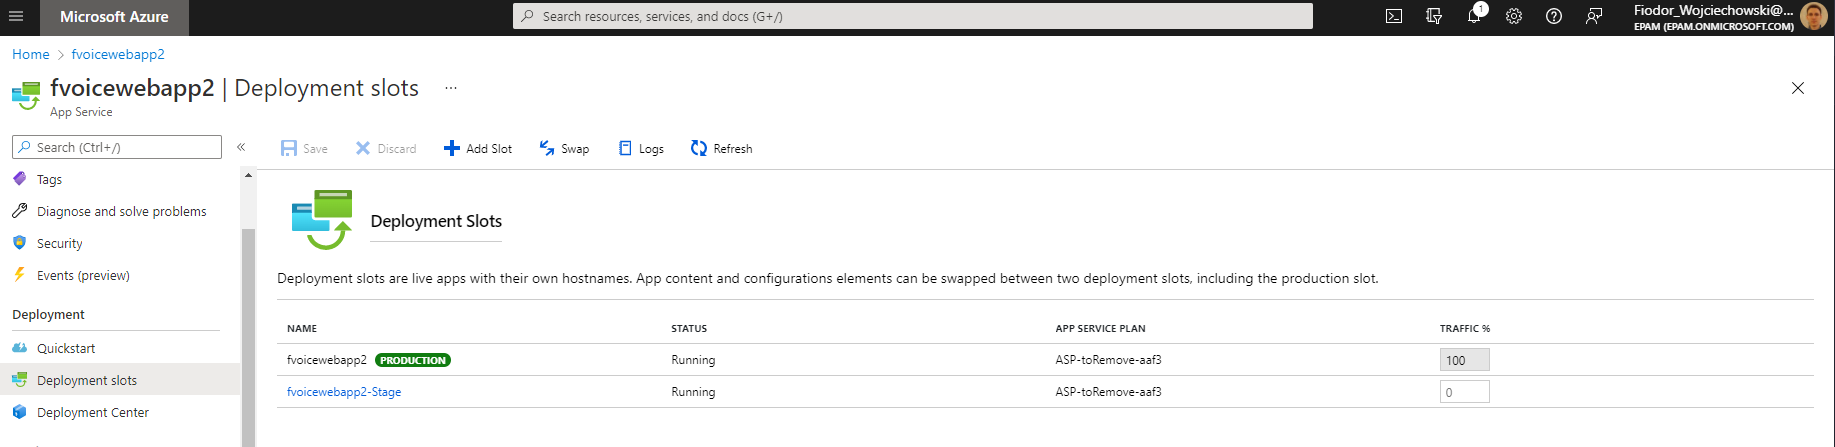 Microsoft Azure
Search resources, services, and docs (G+/)
1
Fiodor_Wojciechowski@...
EPAM (EPAM.ONMICROSOFT.COM)
Home > fvoicewebapp2
fvoicewebapp2 | Deployment slots ...
App Service
Search (Ctrl+/) «
Save Discard Add Slot Swap Logs Refresh
Tags
Diagnose and solve problems
Security
Events (preview)
Deployment
Quickstart
Deployment slots
Deployment Center
Deployment Slots
Deployment slots are live apps with their own hostnames. App content and configurations elements can be swapped between two deployment slots, including the production slot.
NAME STATUS APP SERVICE PLAN TRAFFIC %
fvoicewebapp2 PRODUCTION Running ASP-toRemove-aaf3 100
fvoicewebapp2-Stage Running ASP-toRemove-aaf3 0